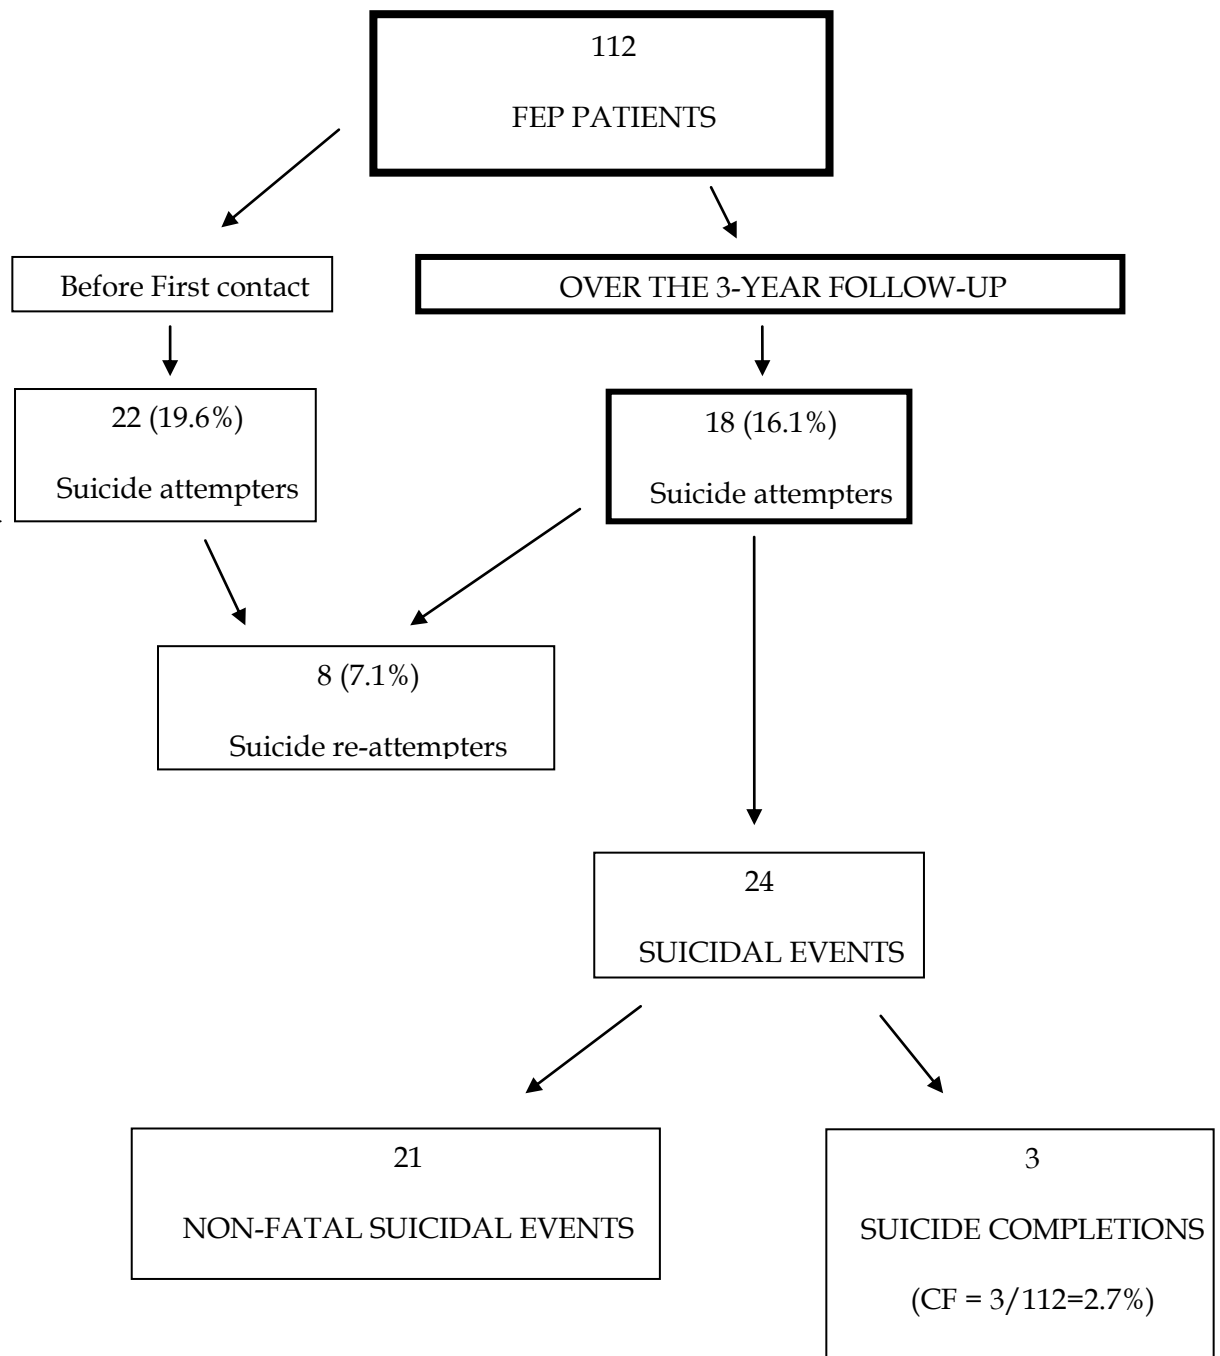 112
FEP PATIENTS
Before First contact
OVER THE 3-YEAR FOLLOW-UP
22 (19.6%)
Suicide attempters
18 (16.1%)
Suicide attempters
8 (7.1%)
Suicide re-attempters
24
SUICIDAL EVENTS
21
NON-FATAL SUICIDAL EVENTS
3
SUICIDE COMPLETIONS
(CF = 3/112=2.7%)